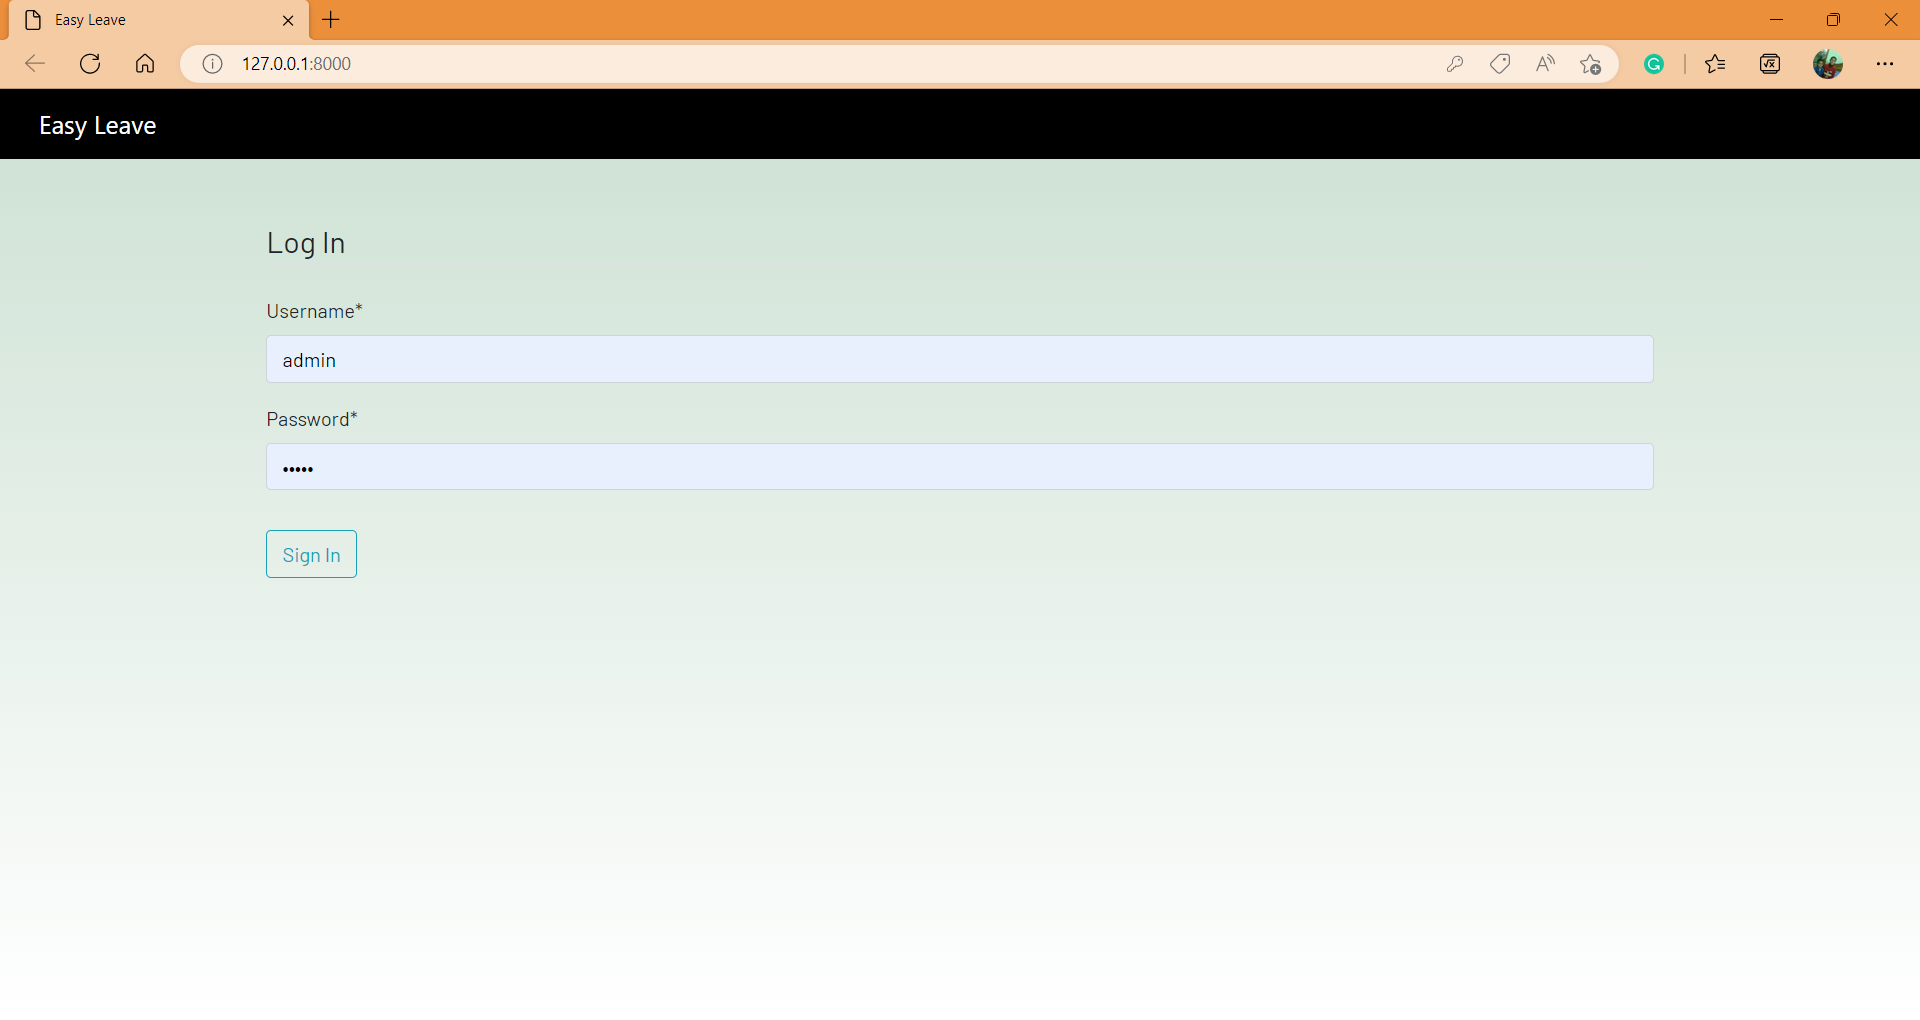 Easy Leave
127.0.0.1:8000
Easy Leave
Log In
Username*
admin
Password*
•••••
Sign In